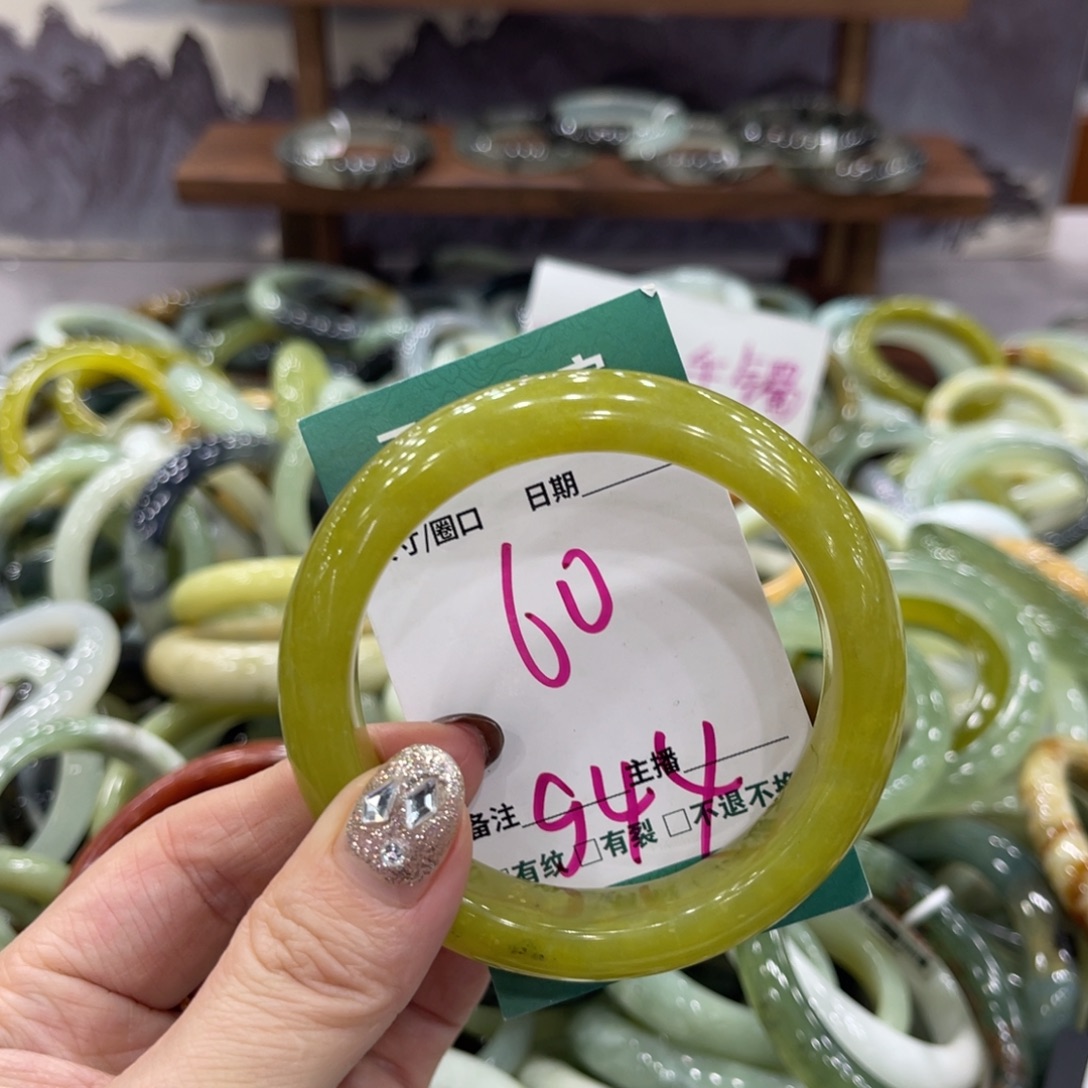 日期
寸/圈口
60
主播
备注
944
□有纹 □有裂 □不退不换